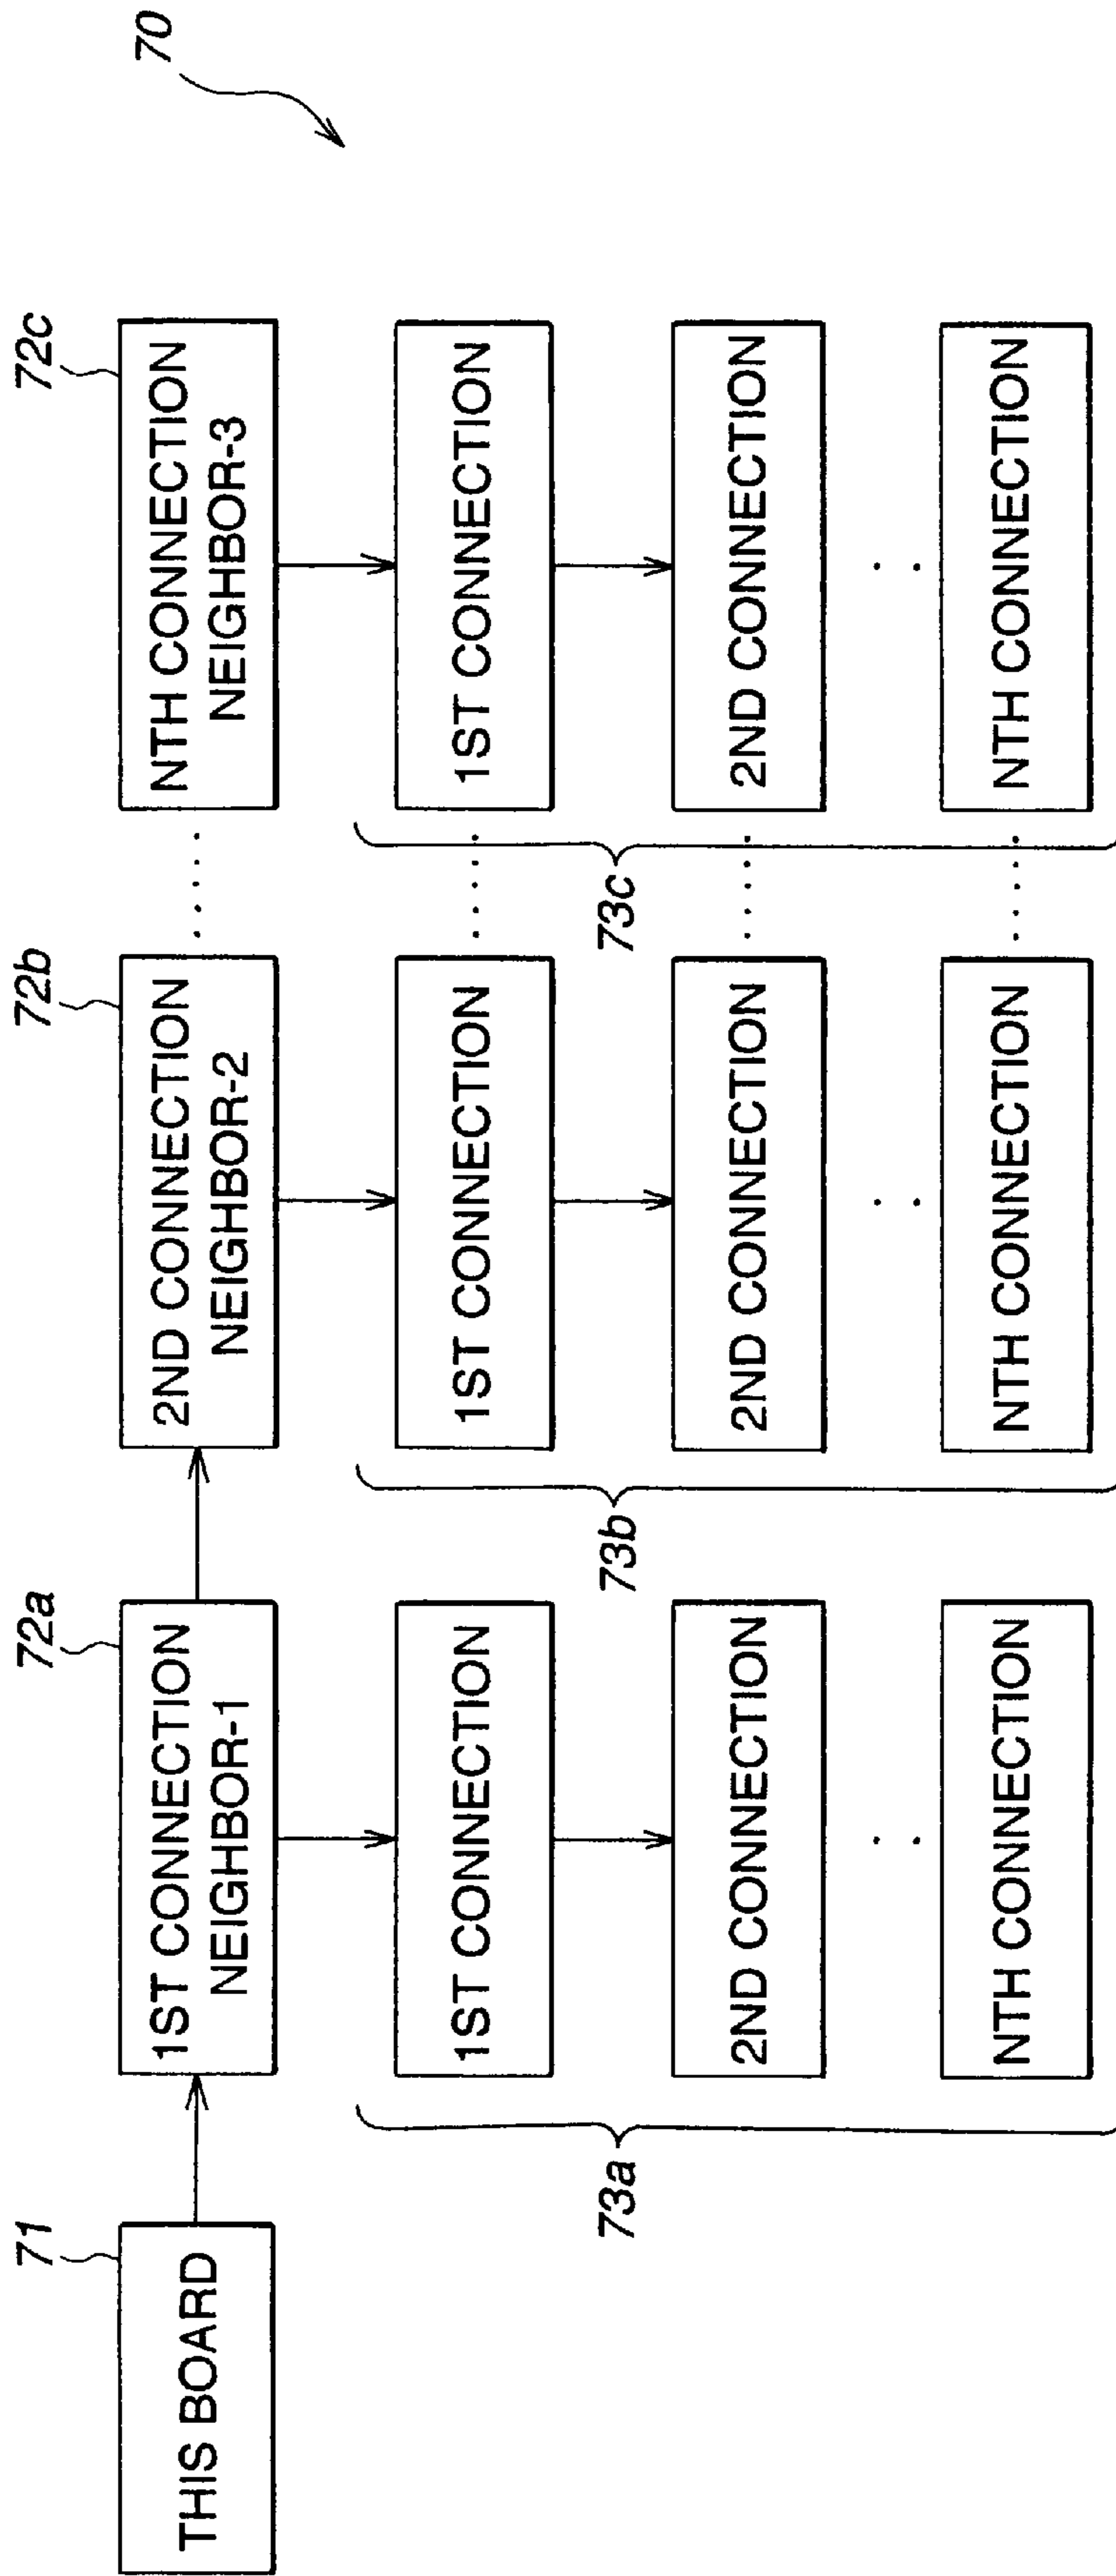 70
71
72a
72b
72c
THIS BOARD
1ST CONNECTION
NEIGHBOR-1
2ND CONNECTION
NEIGHBOR-2
NTH CONNECTION
NEIGHBOR-3
1ST CONNECTION
1ST CONNECTION
1ST CONNECTION
73a
73b
73c
2ND CONNECTION
2ND CONNECTION
2ND CONNECTION
NTH CONNECTION
NTH CONNECTION
NTH CONNECTION